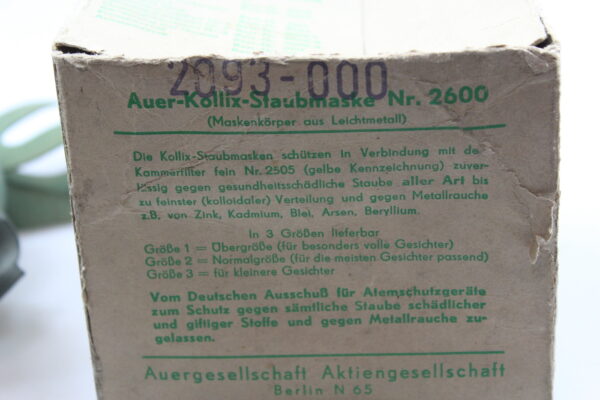 2093-000
Auer-Kollix-Staubmaske Nr. 2600
(Maskenkörper aus Leichtmetall)
Die Kollix-Staubmasken schützen in Verbindung mit de
Kammerfilter fein Nr. 2505 (gelbe Kennzeichnung) zuver-
lässig gegen gesundheitsschädliche Staube aller Art bis
zu feinster (kolloidaler) Verteilung und gegen Metallrauche
z.B. von Zink, Kadmium, Blei, Arsen, Beryllium.
In 3 Größen lieferbar
Größe 1 = Übergröße (für besonders volle Gesichter)
Größe 2 = Normalgröße (für die meisten Gesichter passend)
Größe 3 = für kleinere Gesichter
Vom Deutschen Ausschuß für Atemschutzgeräte
zum Schutz gegen sämtliche Staube schädlicher
und giftiger Stoffe und gegen Metallrauche zu-
gelassen.
Auergesellschaft Aktiengesellschaft
Berlin N 65